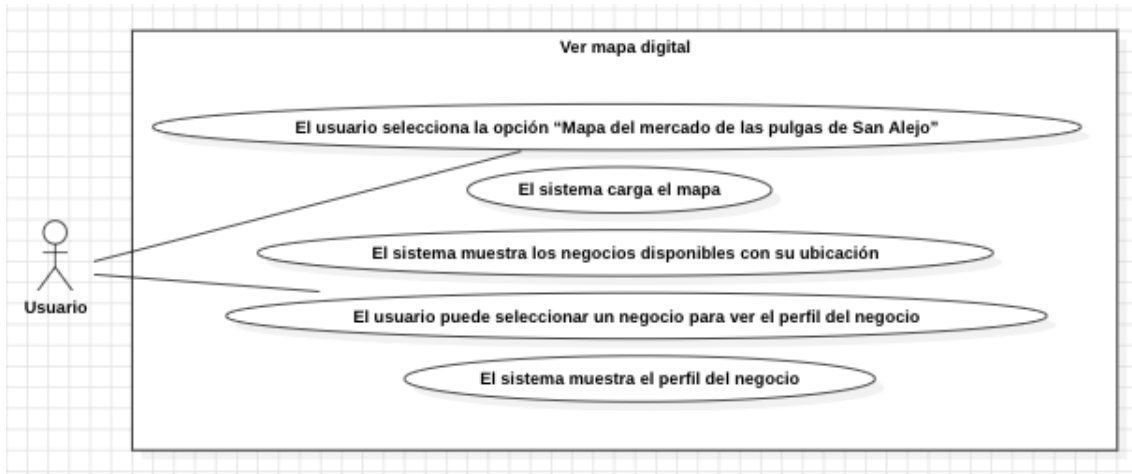 Ver mapa digital
El usuario selecciona la opción “Mapa del mercado de las pulgas de San Alejo”
El sistema carga el mapa
El sistema muestra los negocios disponibles con su ubicación
Usuario
El usuario puede seleccionar un negocio para ver el perfil del negocio
El sistema muestra el perfil del negocio